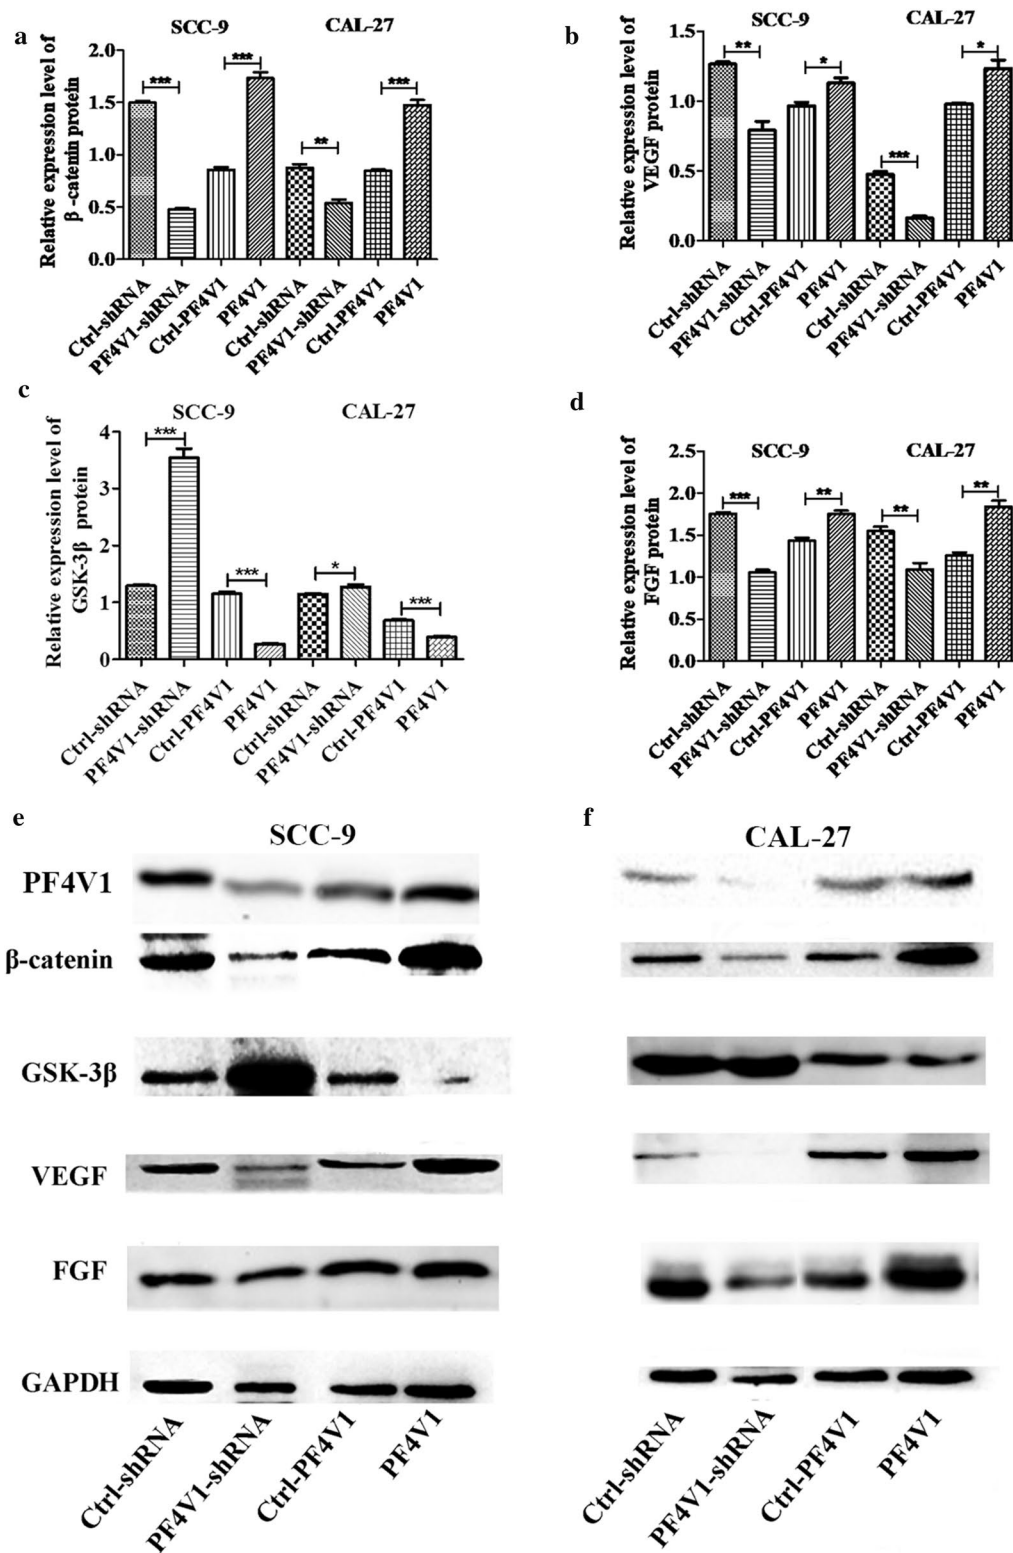 a
SCC-9 CAL-27
Relative expression level of
β-catenin protein
2.0
1.5
1.0
0.5
0.0
*** *** ** ***
Ctrl-shRNA PF4V1-shRNA Ctrl-PF4V1 PF4V1 Ctrl-shRNA PF4V1-shRNA Ctrl-PF4V1 PF4V1
b
SCC-9 CAL-27
Relative expression level of
VEGF protein
1.5
1.0
0.5
0.0
** * *** *
Ctrl-shRNA PF4V1-shRNA Ctrl-PF4V1 PF4V1 Ctrl-shRNA PF4V1-shRNA Ctrl-PF4V1 PF4V1
c
SCC-9 CAL-27
Relative expression level of
GSK-3β protein
4
3
2
1
0
*** *** * ***
Ctrl-shRNA PF4V1-shRNA Ctrl-PF4V1 PF4V1 Ctrl-shRNA PF4V1-shRNA Ctrl-PF4V1 PF4V1
d
SCC-9 CAL-27
Relative expression level of
FGF protein
2.5
2.0
1.5
1.0
0.5
0.0
*** ** ** **
Ctrl-shRNA PF4V1-shRNA Ctrl-PF4V1 PF4V1 Ctrl-shRNA PF4V1-shRNA Ctrl-PF4V1 PF4V1
e
SCC-9
PF4V1
β-catenin
GSK-3β
VEGF
FGF
GAPDH
Ctrl-shRNA PF4V1-shRNA Ctrl-PF4V1 PF4V1
f
CAL-27
Ctrl-shRNA PF4V1-shRNA Ctrl-PF4V1 PF4V1